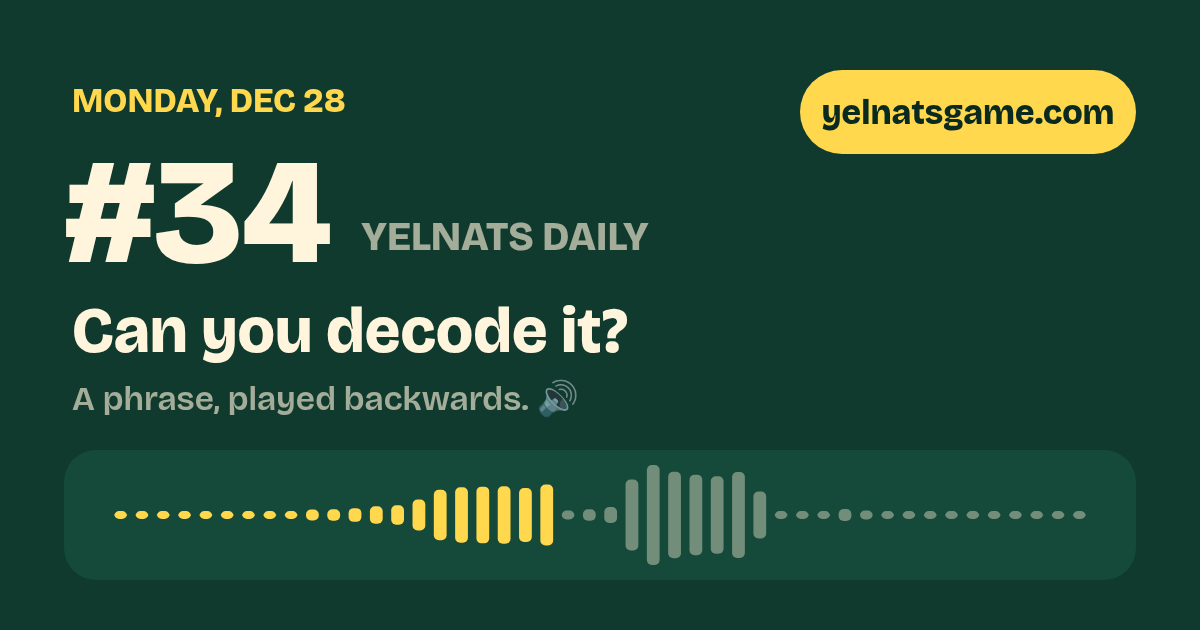 MONDAY, DEC 28
yelnatsgame.com
#34 YELNATS DAILY
Can you decode it?
A phrase, played backwards. 🔊